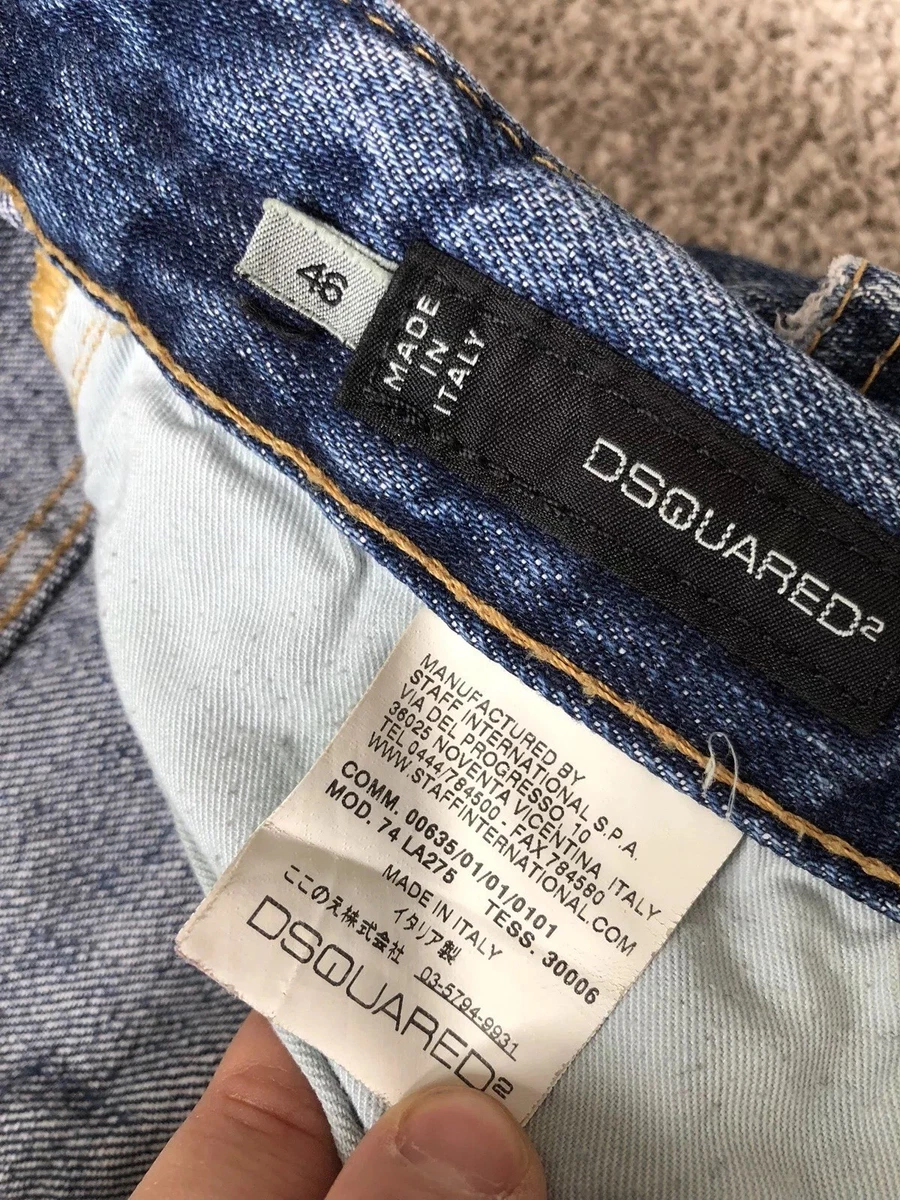 46
MADE
IN
ITALY
DSQUARED2
MANUFACTURED BY
STAFF INTERNATIONAL S.P.A.
VIA DEL PROGRESSO, 10
36025 NOVENTA VICENTINA ITALY
TEL 0444/784500 - FAX 784580
WWW.STAFFINTERNATIONAL.COM
COMM. 00635/01/01/0101
MOD. 74 LA275 TESS. 30006
MADE IN ITALY
イタリア製
ここのえ株式会社 03-5794-9931
DSQUARED2